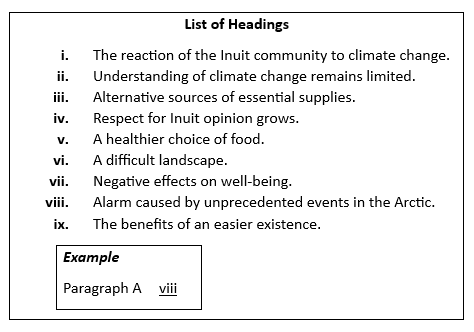 List of Headings
i. The reaction of the Inuit community to climate change.
ii. Understanding of climate change remains limited.
iii. Alternative sources of essential supplies.
iv. Respect for Inuit opinion grows.
v. A healthier choice of food.
vi. A difficult landscape.
vii. Negative effects on well-being.
viii. Alarm caused by unprecedented events in the Arctic.
ix. The benefits of an easier existence.
Example
Paragraph A viii